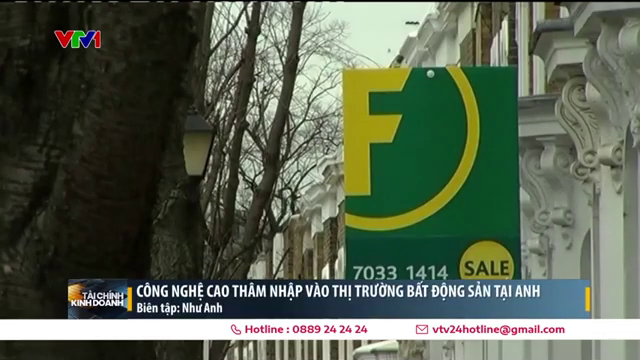 VTV1
F
7033 1414
SALE
TÀI CHÍNH
KINH DOANH
CÔNG NGHỆ CAO THÂM NHẬP VÀO THỊ TRƯỜNG BẤT ĐỘNG SẢN TẠI ANH
Biên tập: Như Anh
Hotline : 0889 24 24 24
vtv24hotline@gmail.com